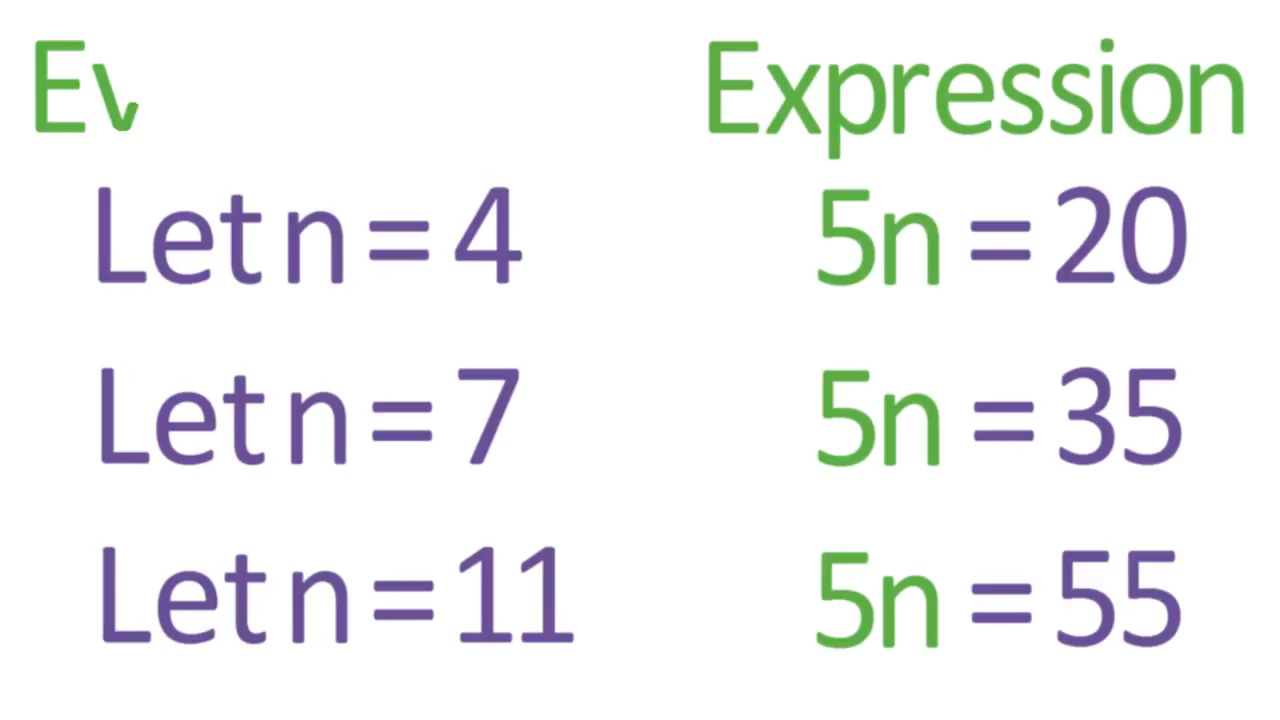 Ev Expression
Let n = 4 5n = 20
Let n = 7 5n = 35
Let n = 11 5n = 55